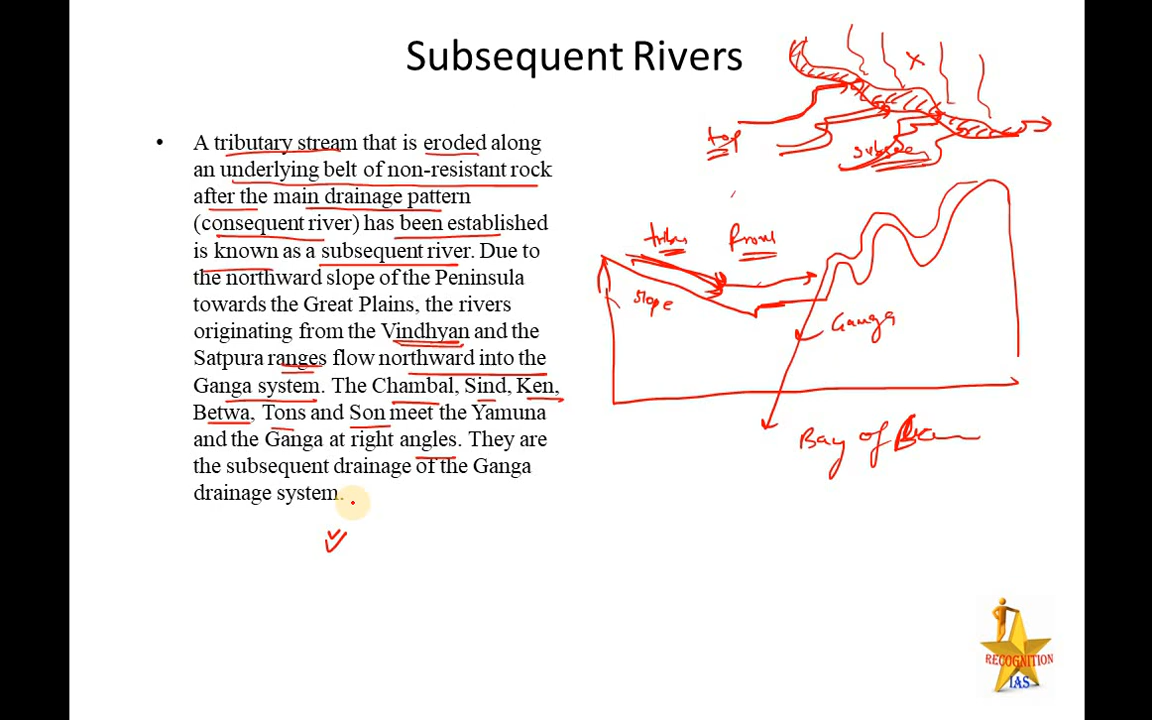 Subsequent Rivers
• A tributary stream that is eroded along
an underlying belt of non-resistant rock
after the main drainage pattern
(consequent river) has been established
is known as a subsequent river. Due to
the northward slope of the Peninsula
towards the Great Plains, the rivers
originating from the Vindhyan and the
Satpura ranges flow northward into the
Ganga system. The Chambal, Sind, Ken,
Betwa, Tons and Son meet the Yamuna
and the Ganga at right angles. They are
the subsequent drainage of the Ganga
drainage system.
top
slope
Ganga
Bay of
RECOGNITION
IAS